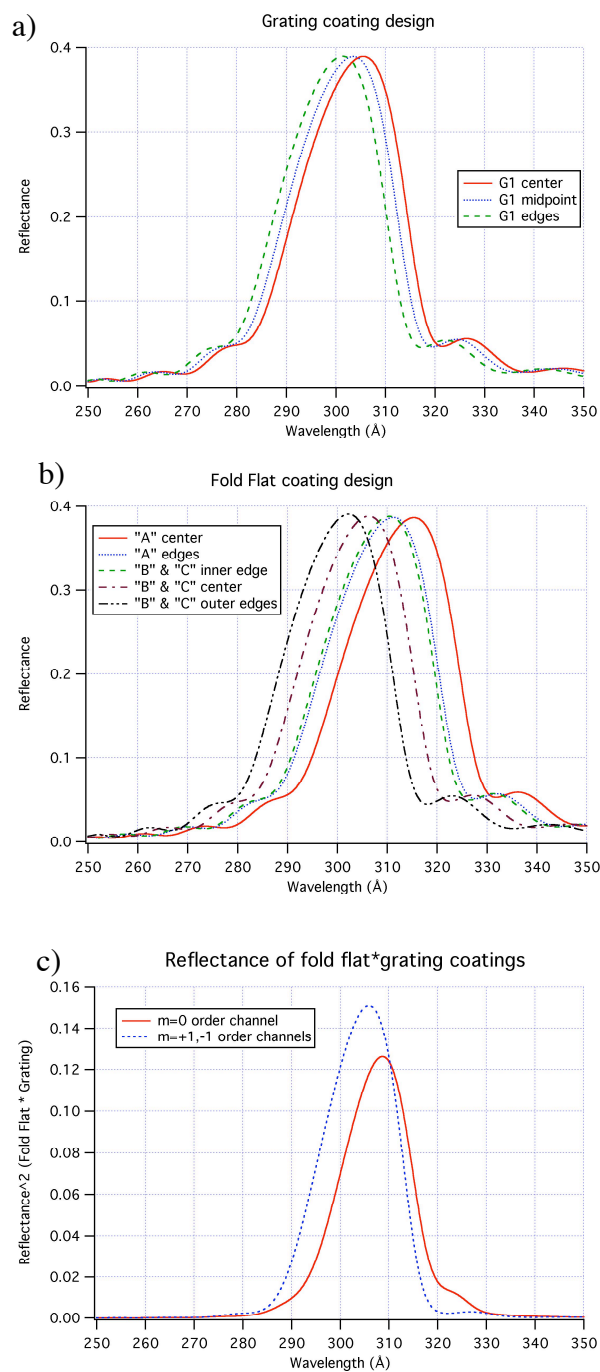 a)
Grating coating design
0.4
0.3
0.2
0.1
0.0
Reflectance
G1 center
G1 midpoint
G1 edges
250 260 270 280 290 300 310 320 330 340 350
Wavelength (Å)
b)
Fold Flat coating design
0.4
0.3
0.2
0.1
0.0
Reflectance
"A" center
"A" edges
"B" & "C" inner edge
"B" & "C" center
"B" & "C" outer edges
250 260 270 280 290 300 310 320 330 340 350
Wavelength (Å)
c)
Reflectance of fold flat*grating coatings
0.16
0.14
0.12
0.10
0.08
0.06
0.04
0.02
0.00
Reflectance^2 (Fold Flat * Grating)
m=0 order channel
m=+1,-1 order channels
250 260 270 280 290 300 310 320 330 340 350
Wavelength (Å)